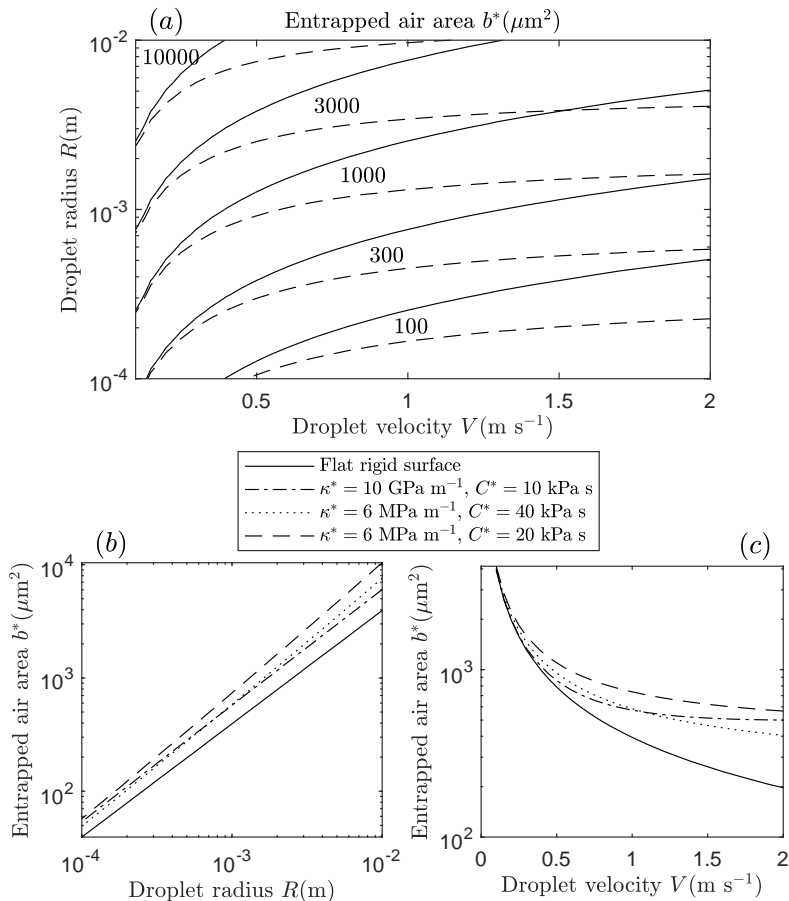 (a) Entrapped air area b*(μm²)
10⁻²
10000
3000
1000
10⁻³
300
100
10⁻⁴
Droplet radius R(m)
0.5 1 1.5 2
Droplet velocity V(m s⁻¹)
Flat rigid surface
κ* = 10 GPa m⁻¹, C* = 10 kPa s
κ* = 6 MPa m⁻¹, C* = 40 kPa s
κ* = 6 MPa m⁻¹, C* = 20 kPa s
(b)
10⁴
10³
10²
Entrapped air area b*(μm²)
10⁻⁴ 10⁻³ 10⁻²
Droplet radius R(m)
(c)
10³
10²
Entrapped air area b*(μm²)
0 0.5 1 1.5 2
Droplet velocity V(m s⁻¹)